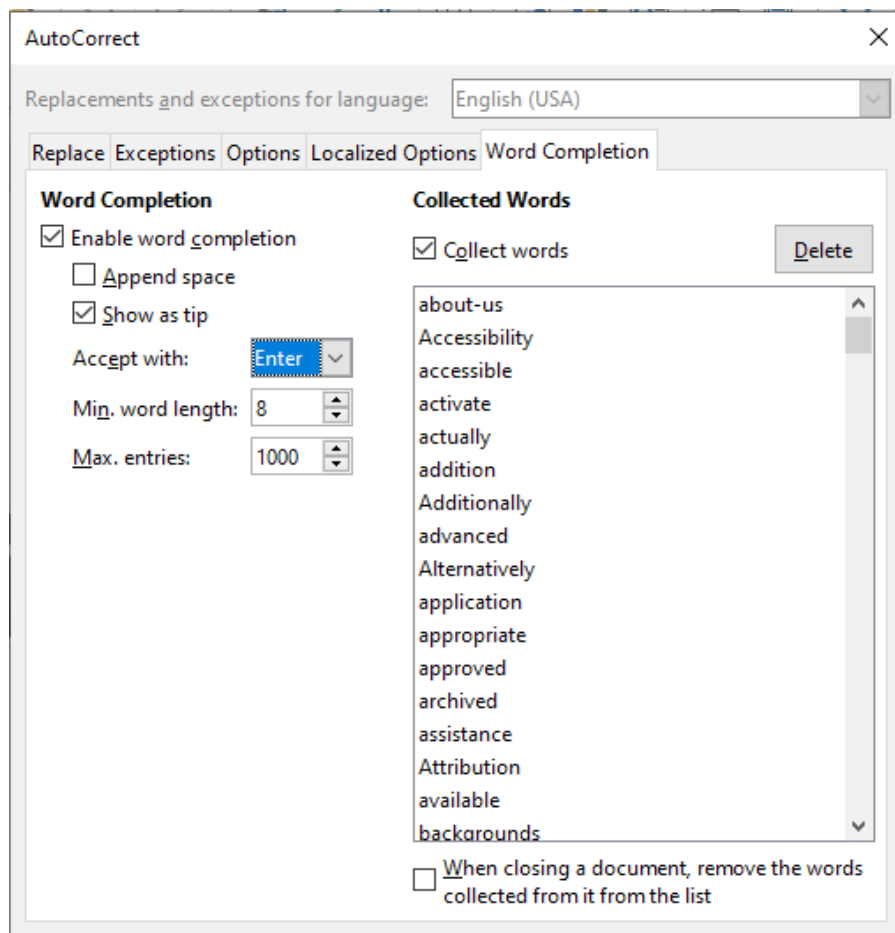 AutoCorrect
Replacements and exceptions for language: English (USA)
Replace Exceptions Options Localized Options Word Completion
Word Completion
Enable word completion
Append space
Show as tip
Accept with: Enter
Min. word length: 8
Max. entries: 1000
Collected Words
Collect words
Delete
about-us
Accessibility
accessible
activate
actually
addition
Additionally
advanced
Alternatively
application
appropriate
approved
archived
assistance
Attribution
available
backgrounds
When closing a document, remove the words
collected from it from the list